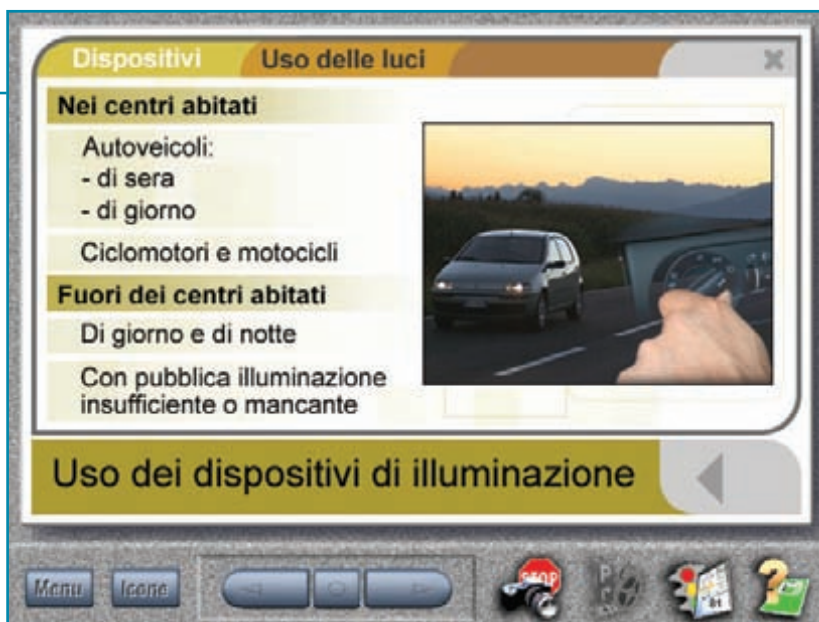 Dispositivi
Uso delle luci
Nei centri abitati
Autoveicoli:
- di sera
- di giorno
Ciclomotori e motocicli
Fuori dei centri abitati
Di giorno e di notte
Con pubblica illuminazione
insufficiente o mancante
Uso dei dispositivi di illuminazione
Menu
Icone
STOP